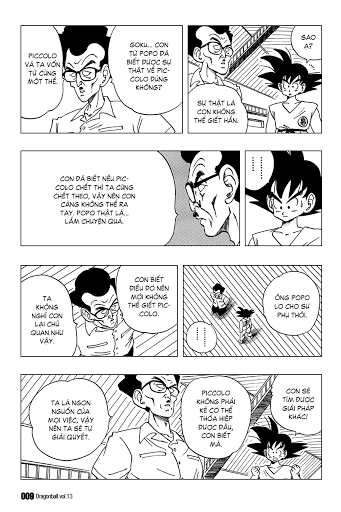 SAO
Ạ?
SỰ THẬT LÀ
CON KHÔNG
THỂ GIẾT HẮN.
GOKU... CON
TỪ POPO ĐÃ
BIẾT ĐƯỢC SỰ
THẬT VỀ PIC-
COLO ĐÚNG
KHÔNG?
PICCOLO
VÀ TA VỐN
TỪ CÙNG
MỘT THỂ.
......
CON ĐÃ BIẾT NẾU PIC-
COLO CHẾT THÌ TA CŨNG
CHẾT THEO, VẬY NÊN CON
CÀNG KHÔNG THỂ RA
TAY. POPO THẬT LÀ...
LẮM CHUYỆN QUÁ.
ÔNG POPO
LO CHO SƯ
PHỤ THÔI.
......
CON BIẾT
ĐIỀU ĐÓ NÊN
MỚI KHÔNG
THỂ GIẾT PIC-
COLO.
TA
KHÔNG
NGHĨ CON
LẠI CHỦ
QUAN NHƯ
VẬY.
CON SẼ
TÌM ĐƯỢC
GIẢI PHÁP
KHÁC!
PICCOLO
KHÔNG PHẢI
KẺ CÓ THỂ
THỎA HIỆP
ĐƯỢC ĐÂU,
CON BIẾT
MÀ.
TA LÀ NGỌN
NGUỒN CỦA
MỌI VIỆC, VẬY
NÊN TA SẼ TỰ
GIẢI QUYẾT.
009 Dragonball vol.13